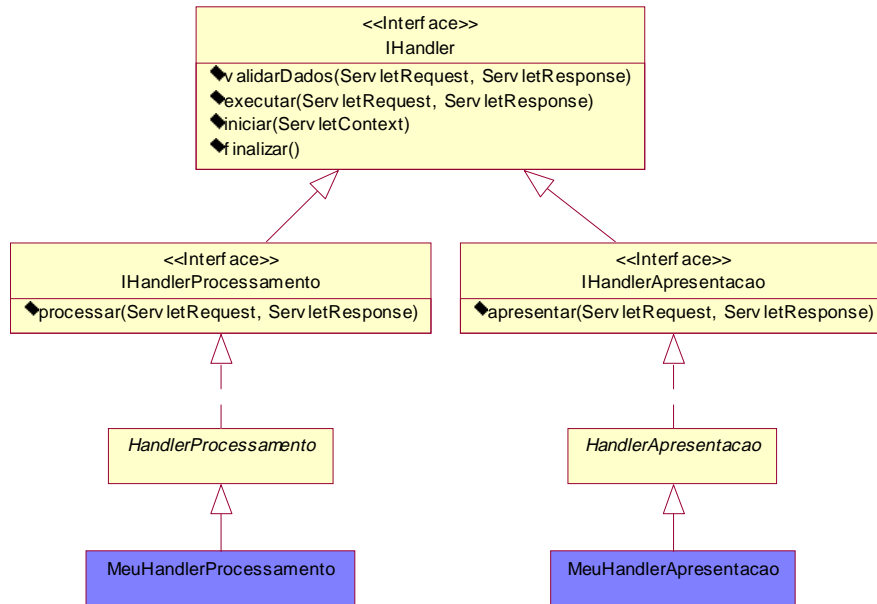 <<Interface>>
IHandler
validarDados(ServletRequest, ServletResponse)
executar(ServletRequest, ServletResponse)
iniciar(ServletContext)
finalizar()
<<Interface>>
IHandlerProcessamento
processar(ServletRequest, ServletResponse)
<<Interface>>
IHandlerApresentacao
apresentar(ServletRequest, ServletResponse)
HandlerProcessamento
HandlerApresentacao
MeuHandlerProcessamento
MeuHandlerApresentacao